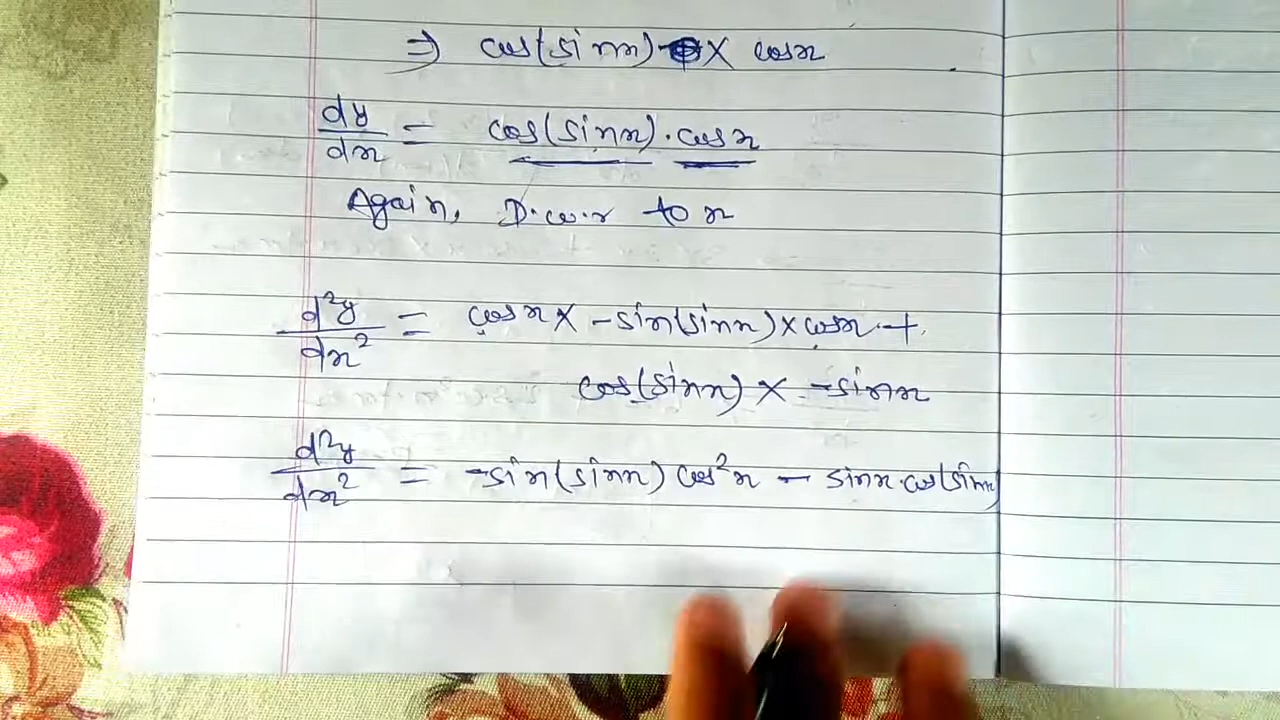 ⇒ cos(sinx) × cosx
dy/dx = cos(sinx).cosx
Again, D.w.r to x
d²y/dx² = cosx × -sin(sinx) × cosx. +
cos(sinx) × -sinx
d²y/dx² = -sin(sinx) cos²x - sinx.cos(sinx)